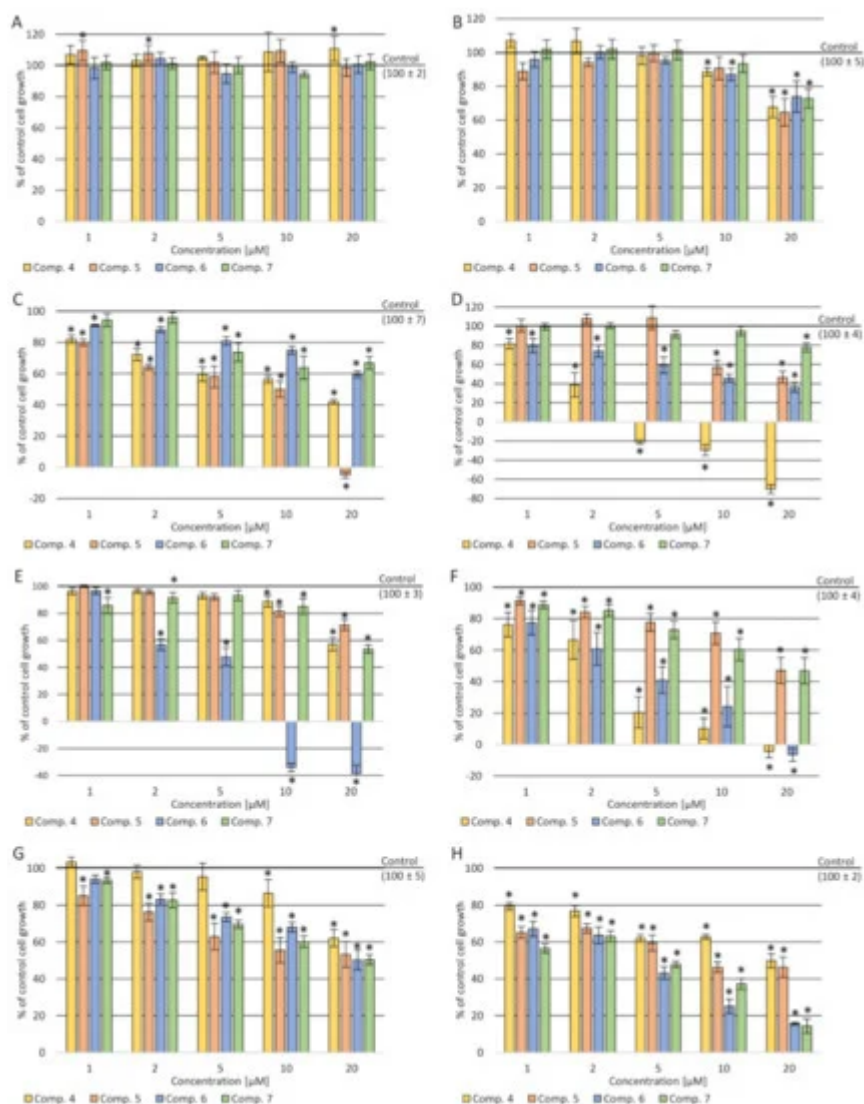 A
120
100
80
60
40
20
0
% of control cell growth
* * *
Control
(100 ± 2)
1 2 5 10 20
Concentration [µM]
Comp. 4 Comp. 5 Comp. 6 Comp. 7
B
120
100
80
60
40
20
0
% of control cell growth
* * * * * *
Control
(100 ± 5)
1 2 5 10 20
Concentration [µM]
Comp. 4 Comp. 5 Comp. 6 Comp. 7
C
100
80
60
40
20
0
-20
% of control cell growth
* * * * * * * * * * * * * * * * * *
Control
(100 ± 7)
1 2 5 10 20
Concentration [µM]
Comp. 4 Comp. 5 Comp. 6 Comp. 7
D
120
100
80
60
40
20
0
-20
-40
-60
-80
% of control cell growth
* * * * * * * * * * * * *
Control
(100 ± 4)
1 2 5 10 20
Concentration [µM]
Comp. 4 Comp. 5 Comp. 6 Comp. 7
E
100
80
60
40
20
0
-20
-40
% of control cell growth
* * * * * * * * * * * *
Control
(100 ± 3)
1 2 5 10 20
Concentration [µM]
Comp. 4 Comp. 5 Comp. 6 Comp. 7
F
100
80
60
40
20
0
-20
% of control cell growth
* * * * * * * * * * * * * * * * * * * *
Control
(100 ± 4)
1 2 5 10 20
Concentration [µM]
Comp. 4 Comp. 5 Comp. 6 Comp. 7
G
100
80
60
40
20
0
% of control cell growth
* * * * * * * * * * * * * * * *
Control
(100 ± 5)
1 2 5 10 20
Concentration [µM]
Comp. 4 Comp. 5 Comp. 6 Comp. 7
H
100
80
60
40
20
0
% of control cell growth
* * * * * * * * * * * * * * * * * * * *
Control
(100 ± 2)
1 2 5 10 20
Concentration [µM]
Comp. 4 Comp. 5 Comp. 6 Comp. 7